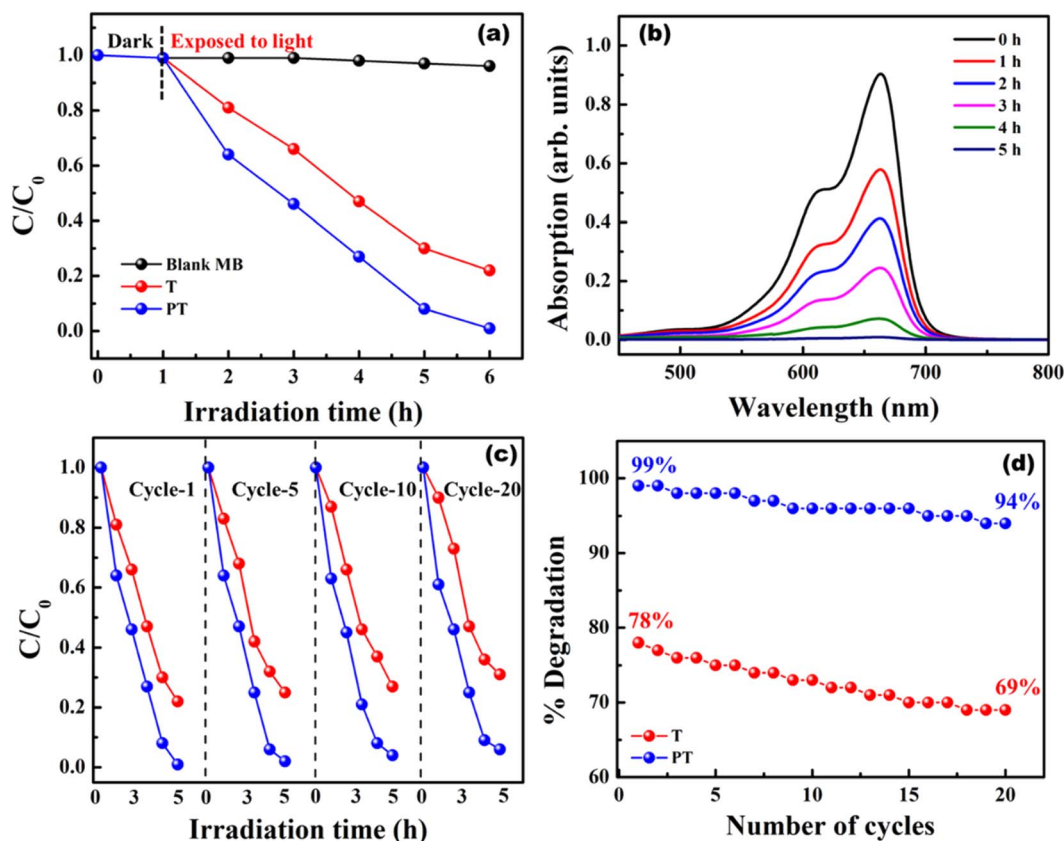 (a)
Dark
Exposed to light
1.0
0.8
0.6
0.4
0.2
0.0
C/C₀
Blank MB
T
PT
0 1 2 3 4 5 6
Irradiation time (h)
(b)
1.0
0.8
0.6
0.4
0.2
0.0
Absorption (arb. units)
0 h
1 h
2 h
3 h
4 h
5 h
500 600 700 800
Wavelength (nm)
(c)
1.0
0.8
0.6
0.4
0.2
0.0
C/C₀
Cycle-1 Cycle-5 Cycle-10 Cycle-20
0 3 5 0 3 5 0 3 5 0 3 5
Irradiation time (h)
(d)
100
90
80
70
60
% Degradation
99%
94%
78%
69%
T
PT
0 5 10 15 20
Number of cycles